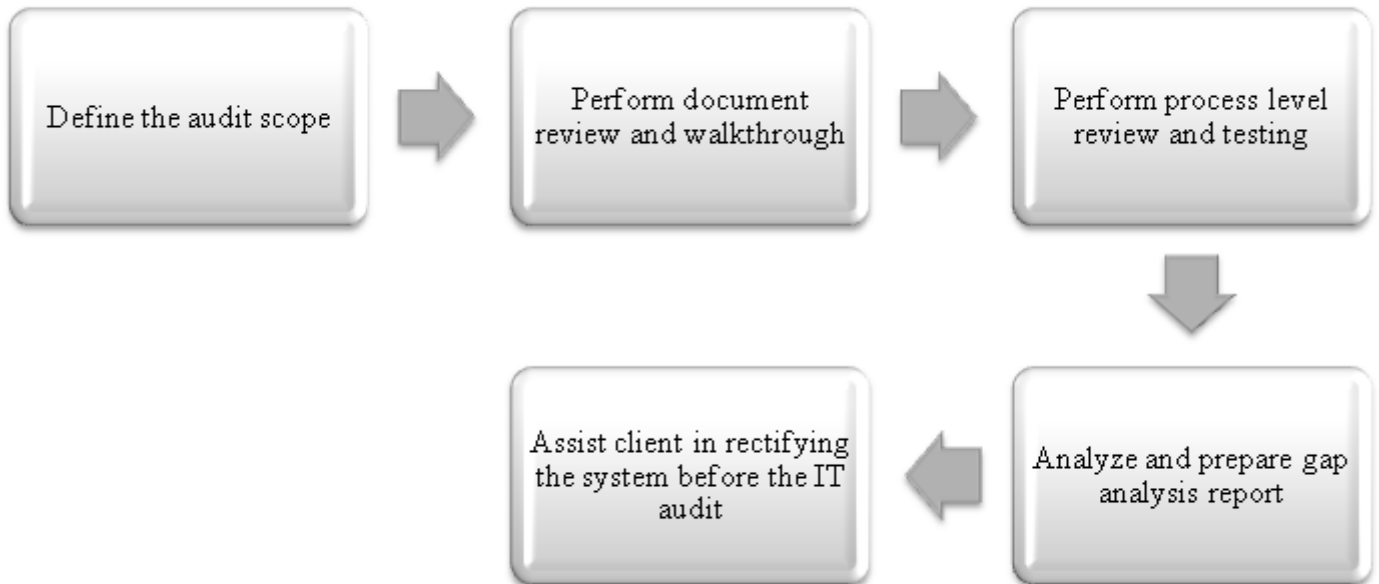 Define the audit scope
Perform document
review and walkthrough
Perform process level
review and testing
Analyze and prepare gap
analysis report
Assist client in rectifying
the system before the IT
audit